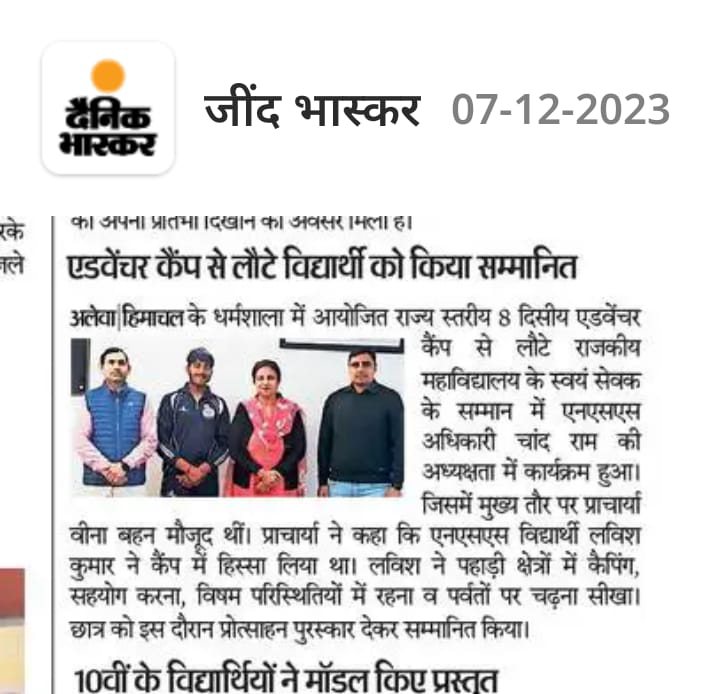 दैनिक
भास्कर
जींद भास्कर 07-12-2023
रके
जले
को अपनी प्रतिभा दिखाने का अवसर मिला है।
एडवेंचर कैंप से लौटे विद्यार्थी को किया सम्मानित
अलेवा|हिमाचल के धर्मशाला में आयोजित राज्य स्तरीय 8 दिसीय एडवेंचर
कैंप से लौटे राजकीय
महाविद्यालय के स्वयं सेवक
के सम्मान में एनएसएस
अधिकारी चांद राम की
अध्यक्षता में कार्यक्रम हुआ।
जिसमें मुख्य तौर पर प्राचार्या
वीना बहन मौजूद थीं। प्राचार्या ने कहा कि एनएसएस विद्यार्थी लविश
कुमार ने कैंप में हिस्सा लिया था। लविश ने पहाड़ी क्षेत्रों में कैपिंग,
सहयोग करना, विषम परिस्थितियों में रहना व पर्वतों पर चढ़ना सीखा।
छात्र को इस दौरान प्रोत्साहन पुरस्कार देकर सम्मानित किया।
10वीं के विद्यार्थियों ने मॉडल किए प्रस्तुत